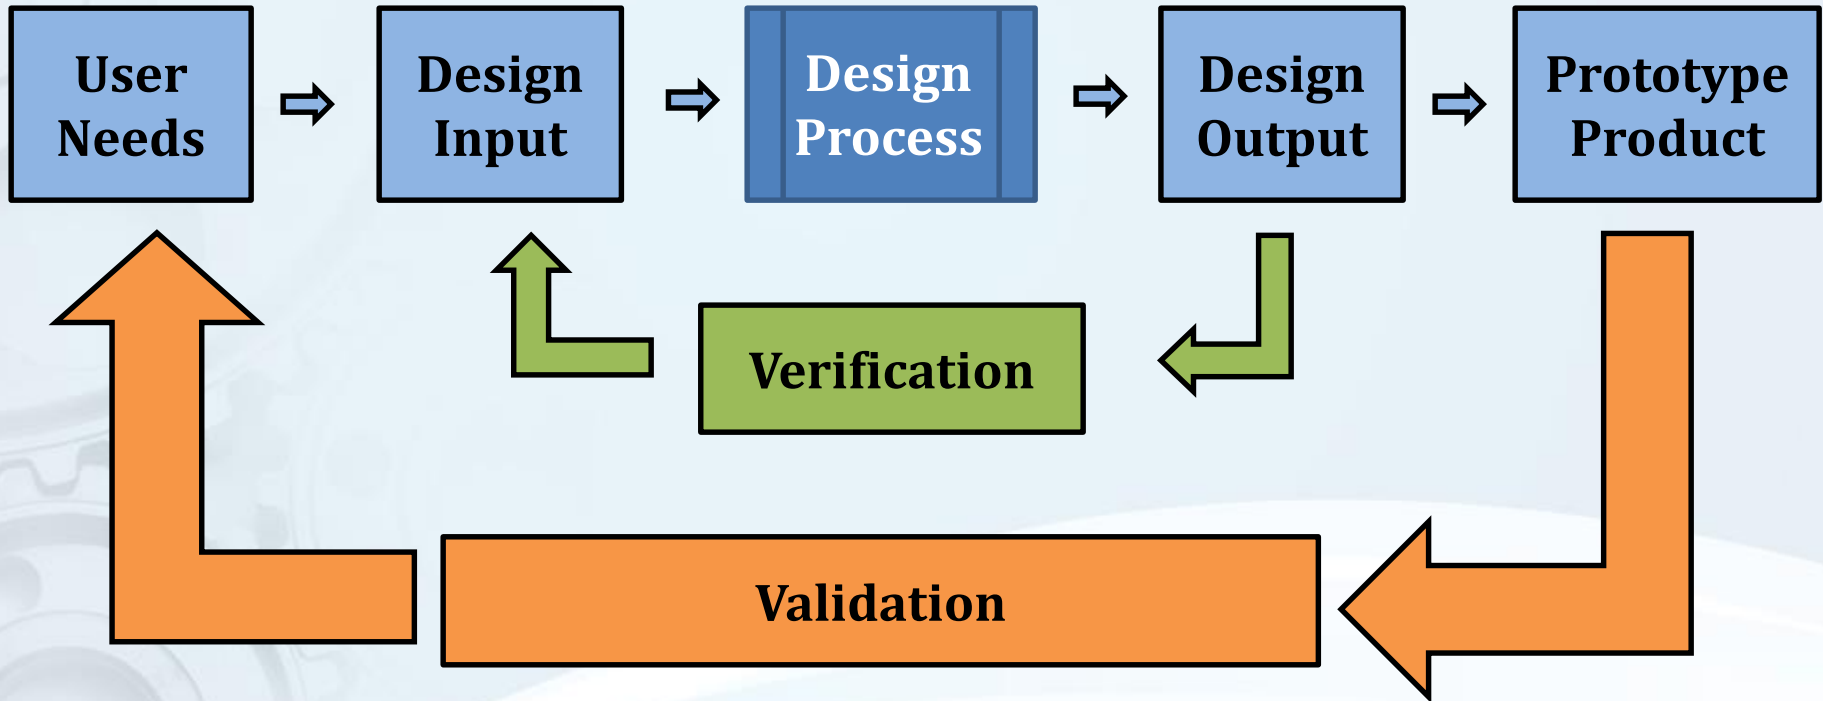 User
Needs
Design
Input
Design
Process
Design
Output
Prototype
Product
Verification
Validation